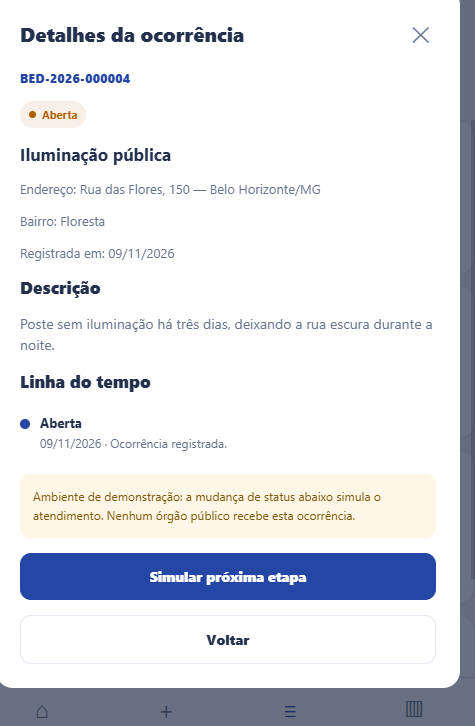 Detalhes da ocorrência
BED-2026-000004
Aberta
Iluminação pública
Endereço: Rua das Flores, 150 — Belo Horizonte/MG
Bairro: Floresta
Registrada em: 09/11/2026
Descrição
Poste sem iluminação há três dias, deixando a rua escura durante a
noite.
Linha do tempo
Aberta
09/11/2026 · Ocorrência registrada.
Ambiente de demonstração: a mudança de status abaixo simula o
atendimento. Nenhum órgão público recebe esta ocorrência.
Simular próxima etapa
Voltar